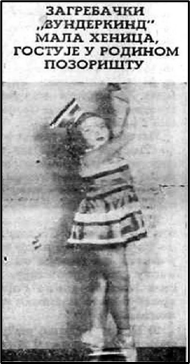 ЗАГРЕБАЧКИ
„ВУНДЕРКИНД“
МАЛА ХЕНИЦА,
ГОСТУЈЕ У РОДИНОМ
ПОЗОРИШТУ